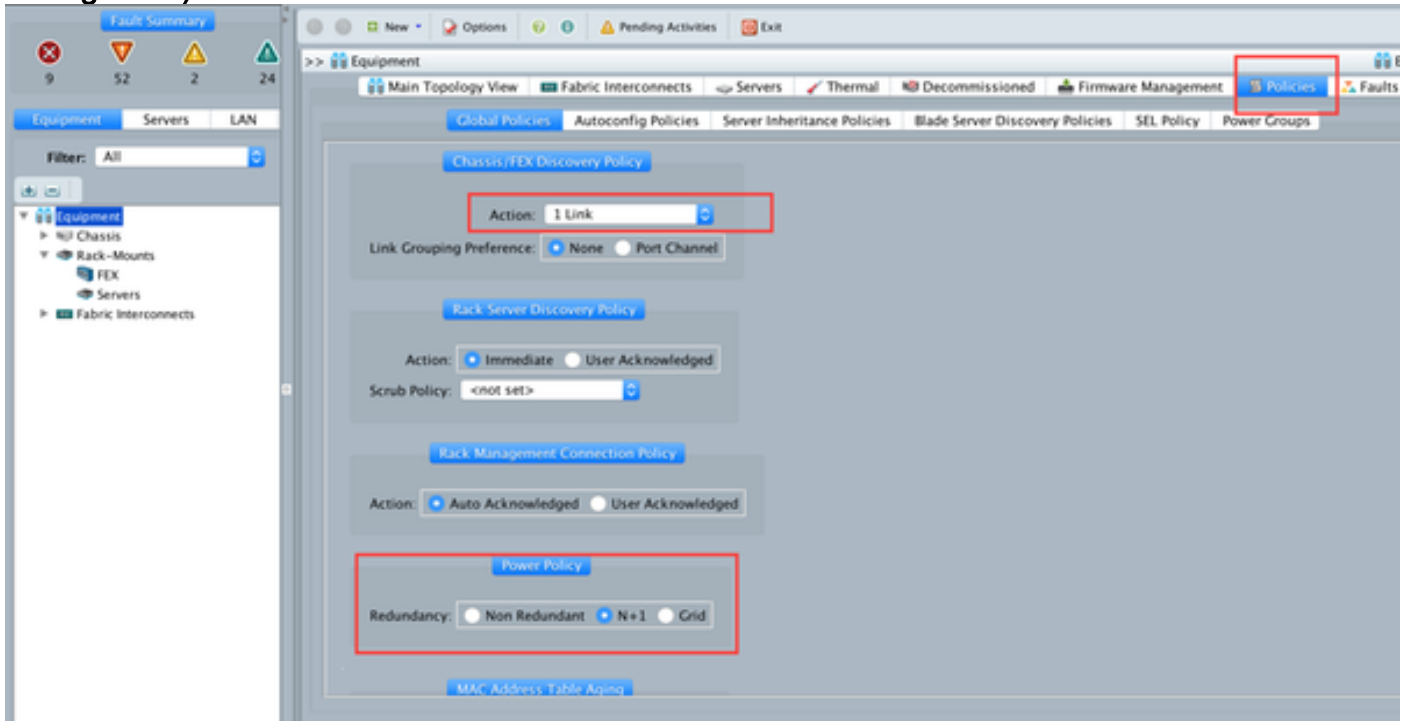 Fault Summary
9 52 2 24
New Options Pending Activities Exit
>> Equipment
Main Topology View Fabric Interconnects Servers Thermal Decommissioned Firmware Management Policies Faults
Equipment Servers LAN
Global Policies Autoconfig Policies Server Inheritance Policies Blade Server Discovery Policies SEL Policy Power Groups
Filter: All
Chassis/FEX Discovery Policy
Action: 1 Link
Link Grouping Preference: None Port Channel
Equipment
Chassis
Rack-Mounts
FEX
Servers
Fabric Interconnects
Rack Server Discovery Policy
Action: Immediate User Acknowledged
Scrub Policy: <not set>
Rack Management Connection Policy
Action: Auto Acknowledged User Acknowledged
Power Policy
Redundancy: Non Redundant N+1 Grid
MAC Address Table Aging